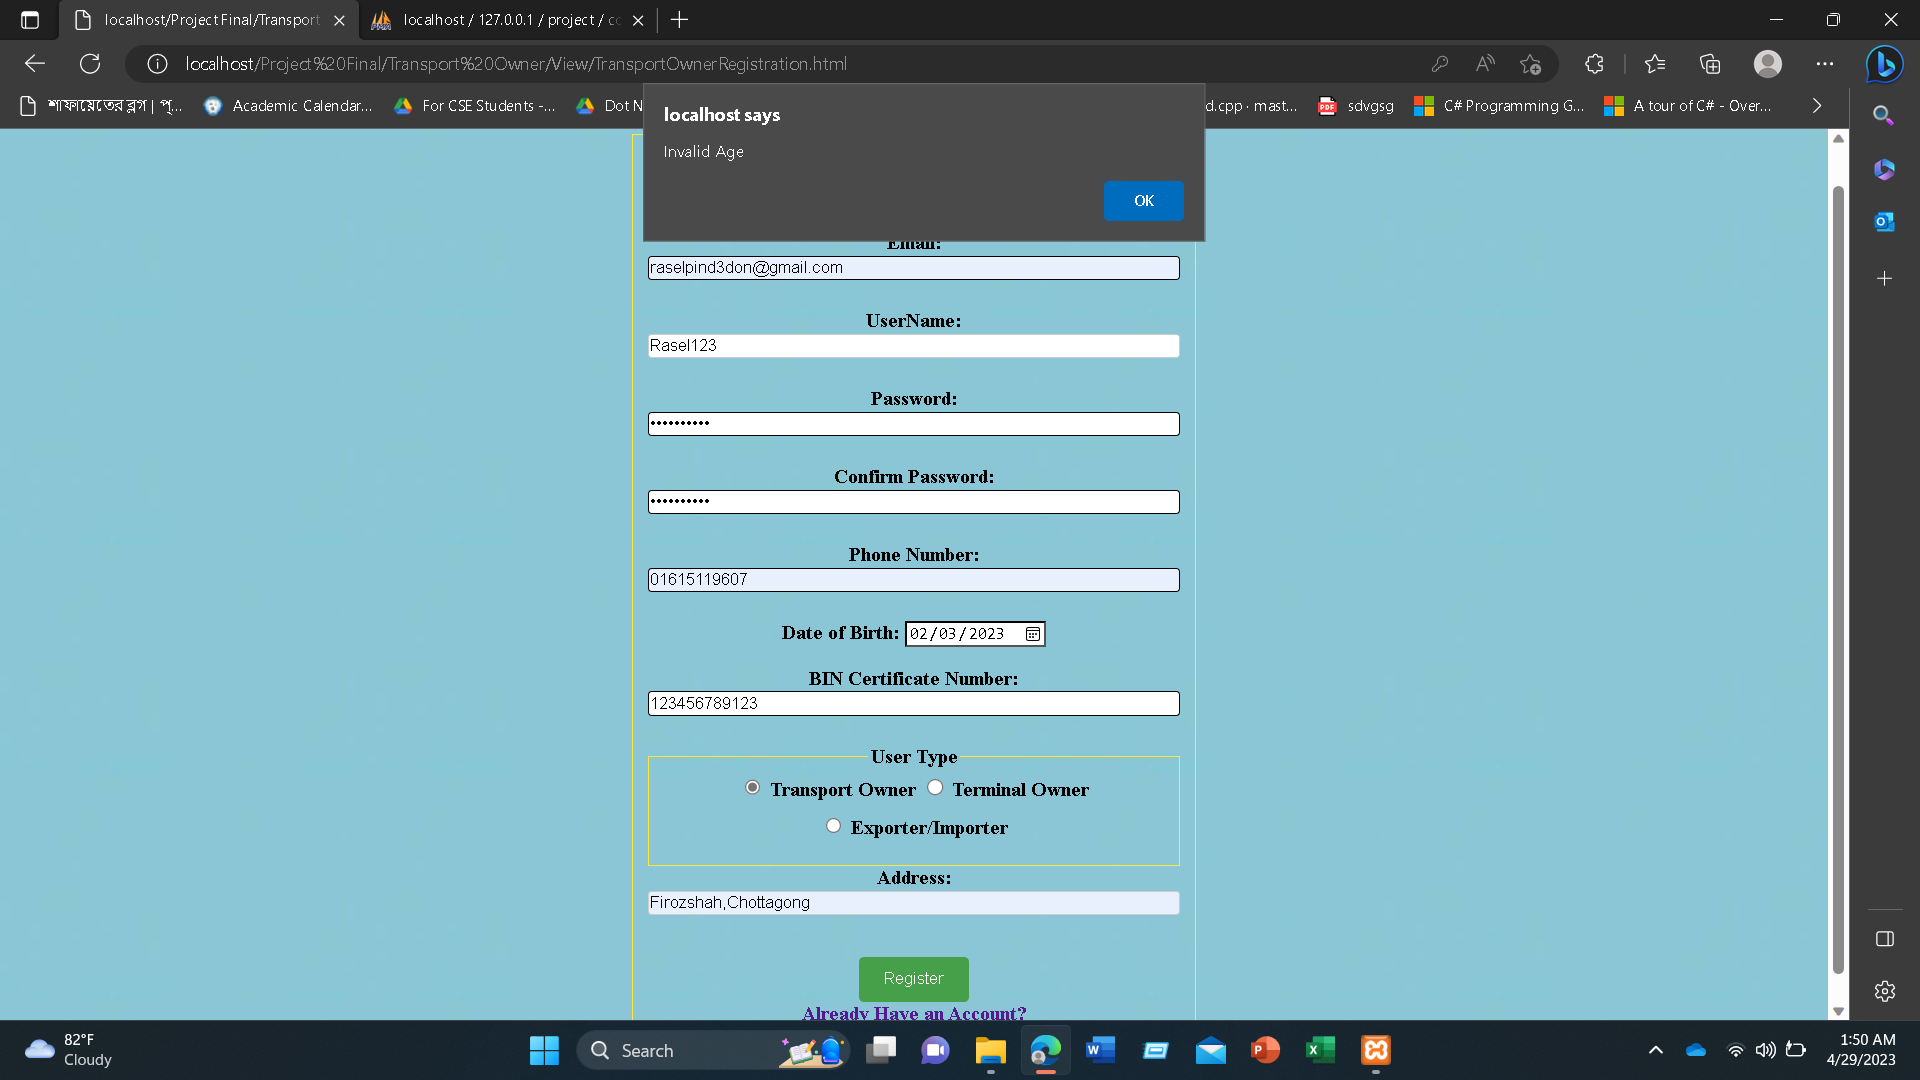 localhost/Project Final/Transport
localhost / 127.0.0.1 / project / co
localhost/Project%20Final/Transport%20Owner/View/TransportOwnerRegistration.html
শাফায়েতের ব্লগ | প্...
Academic Calendar...
For CSE Students -...
Dot N
d.cpp · mast...
sdvgsg
C# Programming G...
A tour of C# - Over...
localhost says
Invalid Age
OK
Email:
raselpind3don@gmail.com
UserName:
Rasel123
Password:
••••••••••
Confirm Password:
••••••••••
Phone Number:
01615119607
Date of Birth: 02/03/2023
BIN Certificate Number:
123456789123
User Type
Transport Owner Terminal Owner
Exporter/Importer
Address:
Firozshah,Chottagong
Register
Already Have an Account?
82°F
Cloudy
Search
1:50 AM
4/29/2023